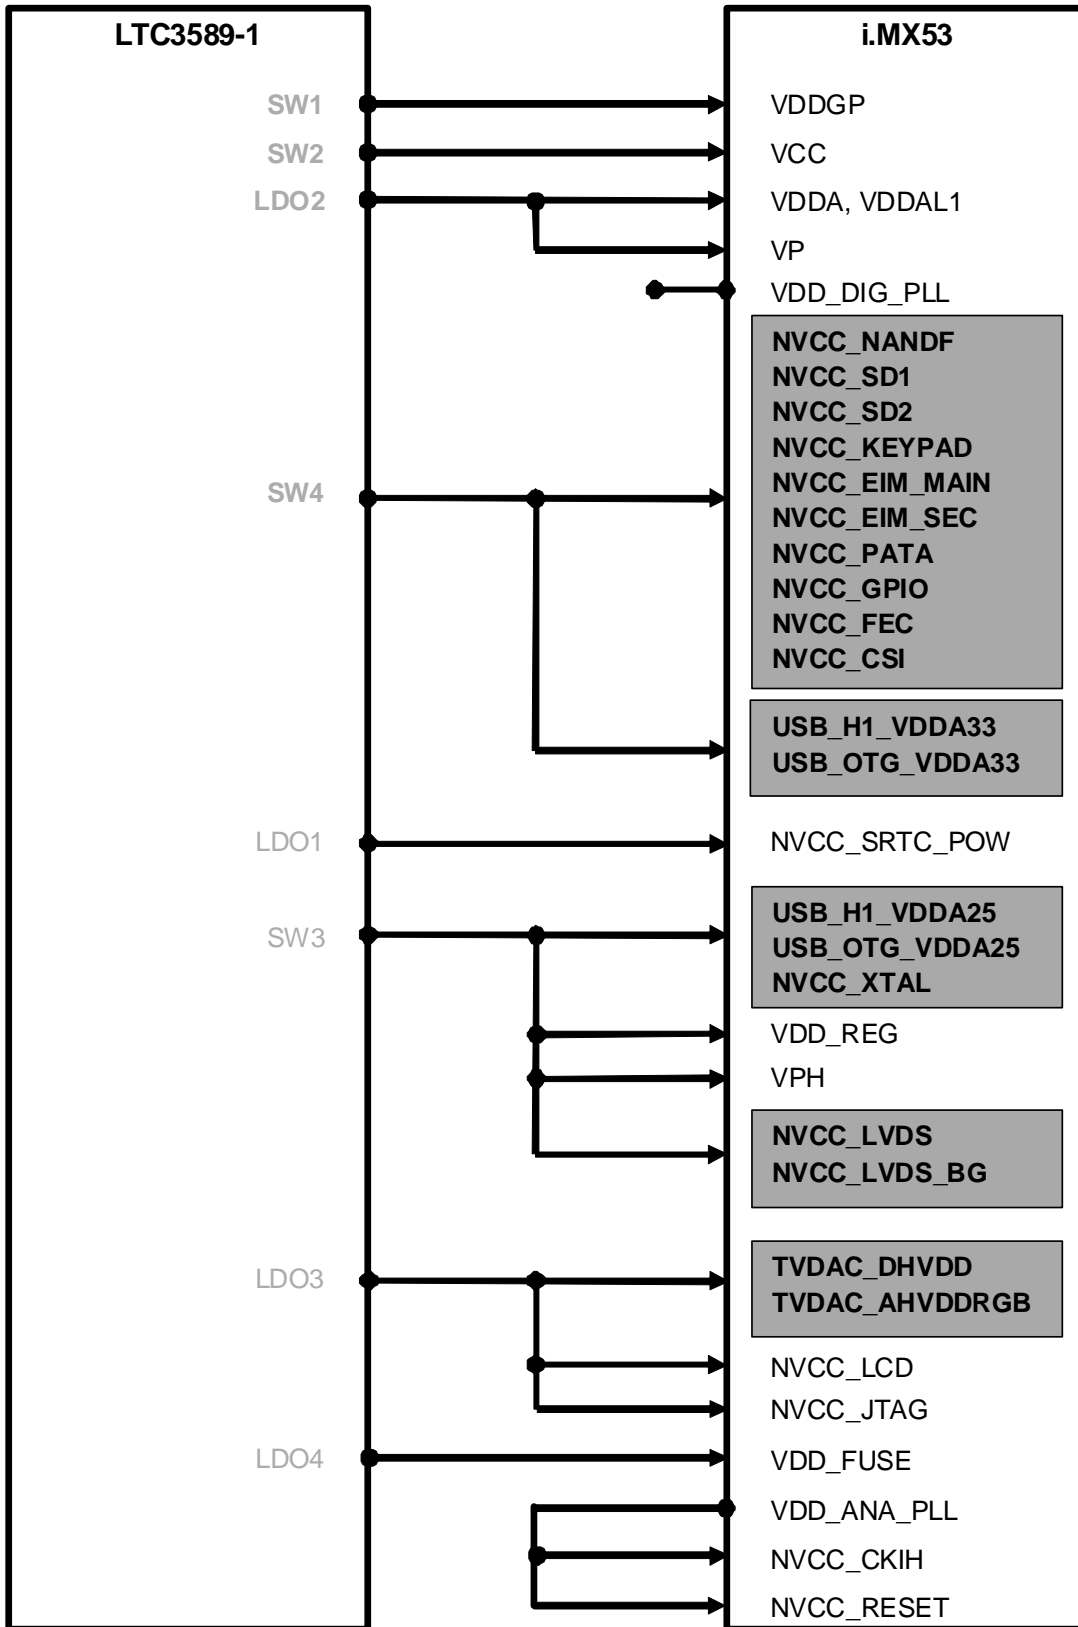 LTC3589-1
i.MX53
SW1
VDDGP
SW2
VCC
LDO2
VDDA, VDDAL1
VP
VDD_DIG_PLL
NVCC_NANDF
NVCC_SD1
NVCC_SD2
NVCC_KEYPAD
SW4
NVCC_EIM_MAIN
NVCC_EIM_SEC
NVCC_PATA
NVCC_GPIO
NVCC_FEC
NVCC_CSI
USB_H1_VDDA33
USB_OTG_VDDA33
LDO1
NVCC_SRTC_POW
SW3
USB_H1_VDDA25
USB_OTG_VDDA25
NVCC_XTAL
VDD_REG
VPH
NVCC_LVDS
NVCC_LVDS_BG
LDO3
TVDAC_DHVDD
TVDAC_AHVDDRGB
NVCC_LCD
NVCC_JTAG
LDO4
VDD_FUSE
VDD_ANA_PLL
NVCC_CKIH
NVCC_RESET